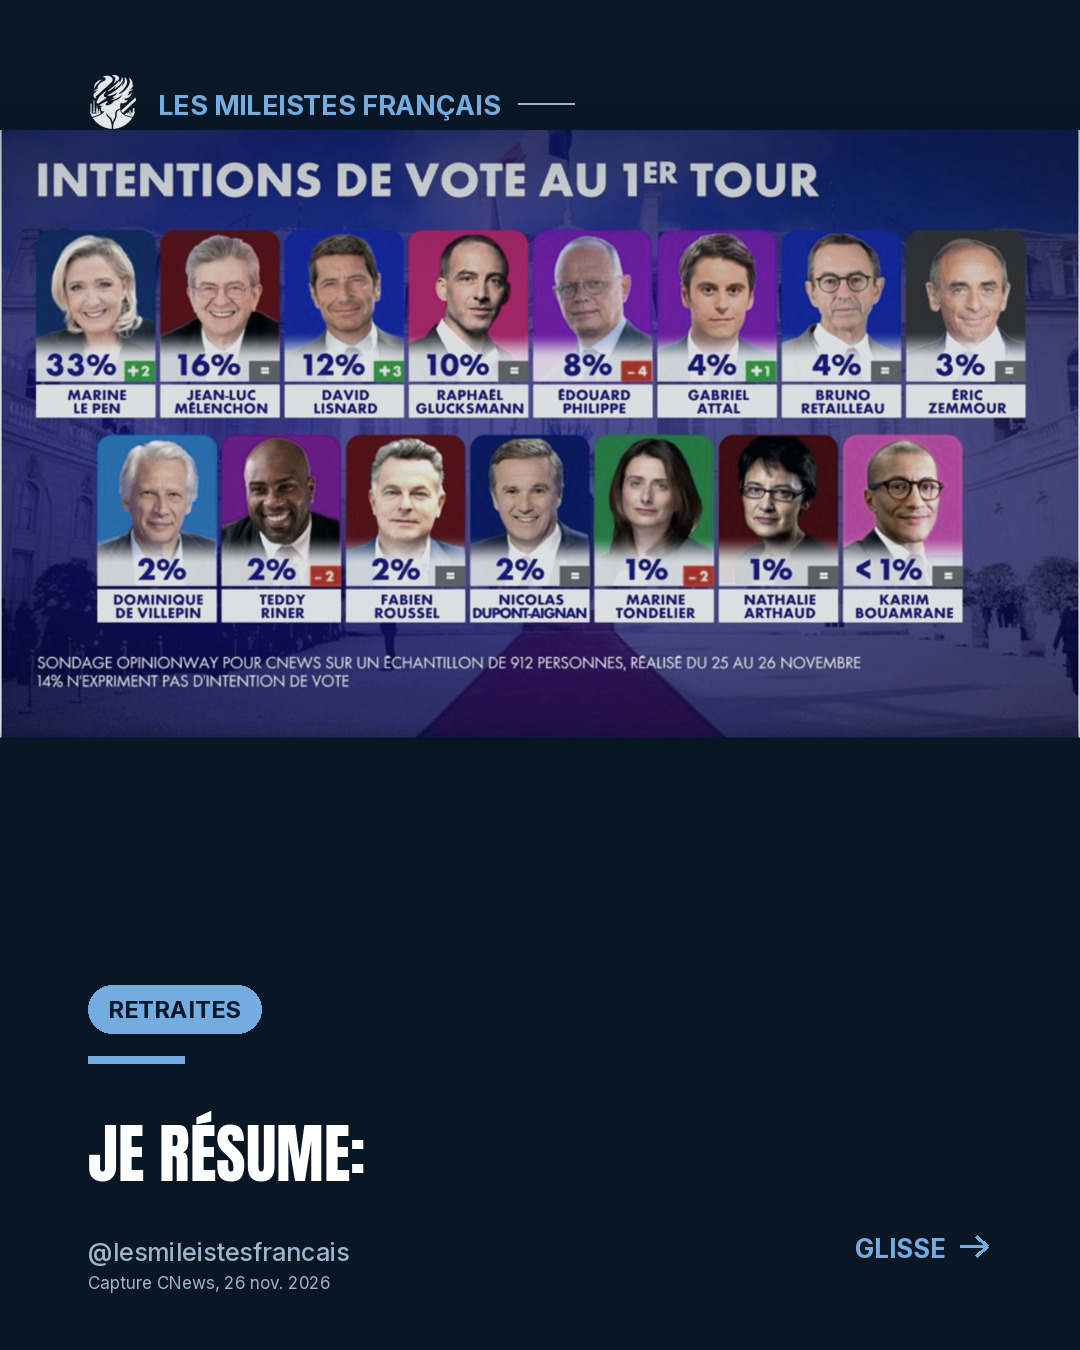 LES MILEISTES FRANÇAIS
INTENTIONS DE VOTE AU 1ER TOUR
33% +2 16% = 12% +3 10% = 8% -4 4% +1 4% = 3% =
MARINE LE PEN JEAN-LUC MÉLENCHON DAVID LISNARD RAPHAËL GLUCKSMANN ÉDOUARD PHILIPPE GABRIEL ATTAL BRUNO RETAILLEAU ÉRIC ZEMMOUR
2% 2% -2 2% = 2% = 1% -2 1% = <1% =
DOMINIQUE DE VILLEPIN TEDDY RINER FABIEN ROUSSEL NICOLAS DUPONT-AIGNAN MARINE TONDELIER NATHALIE ARTHAUD KARIM BOUAMRANE
SONDAGE OPINIONWAY POUR CNEWS SUR UN ÉCHANTILLON DE 912 PERSONNES, RÉALISÉ DU 25 AU 26 NOVEMBRE
14% N'EXPRIMENT PAS D'INTENTION DE VOTE
RETRAITES
JE RÉSUME:
@lesmileistesfrancais
GLISSE →
Capture CNews, 26 nov. 2026